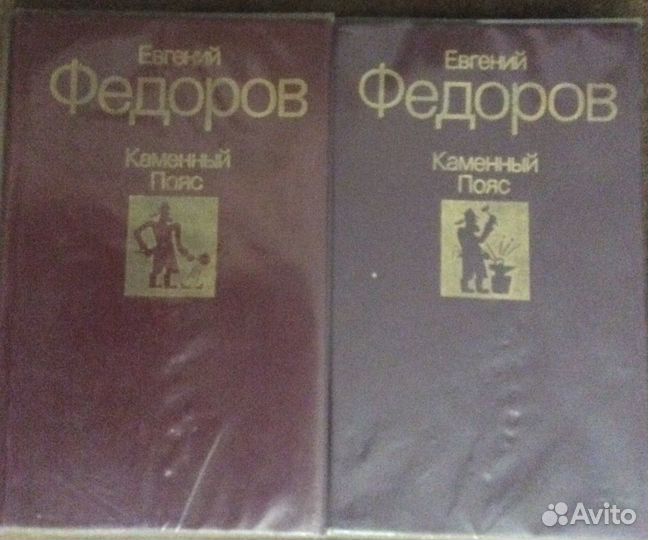 Евгений
Федоров
Каменный
Пояс
Евгений
Федоров
Каменный
Пояс
Avito